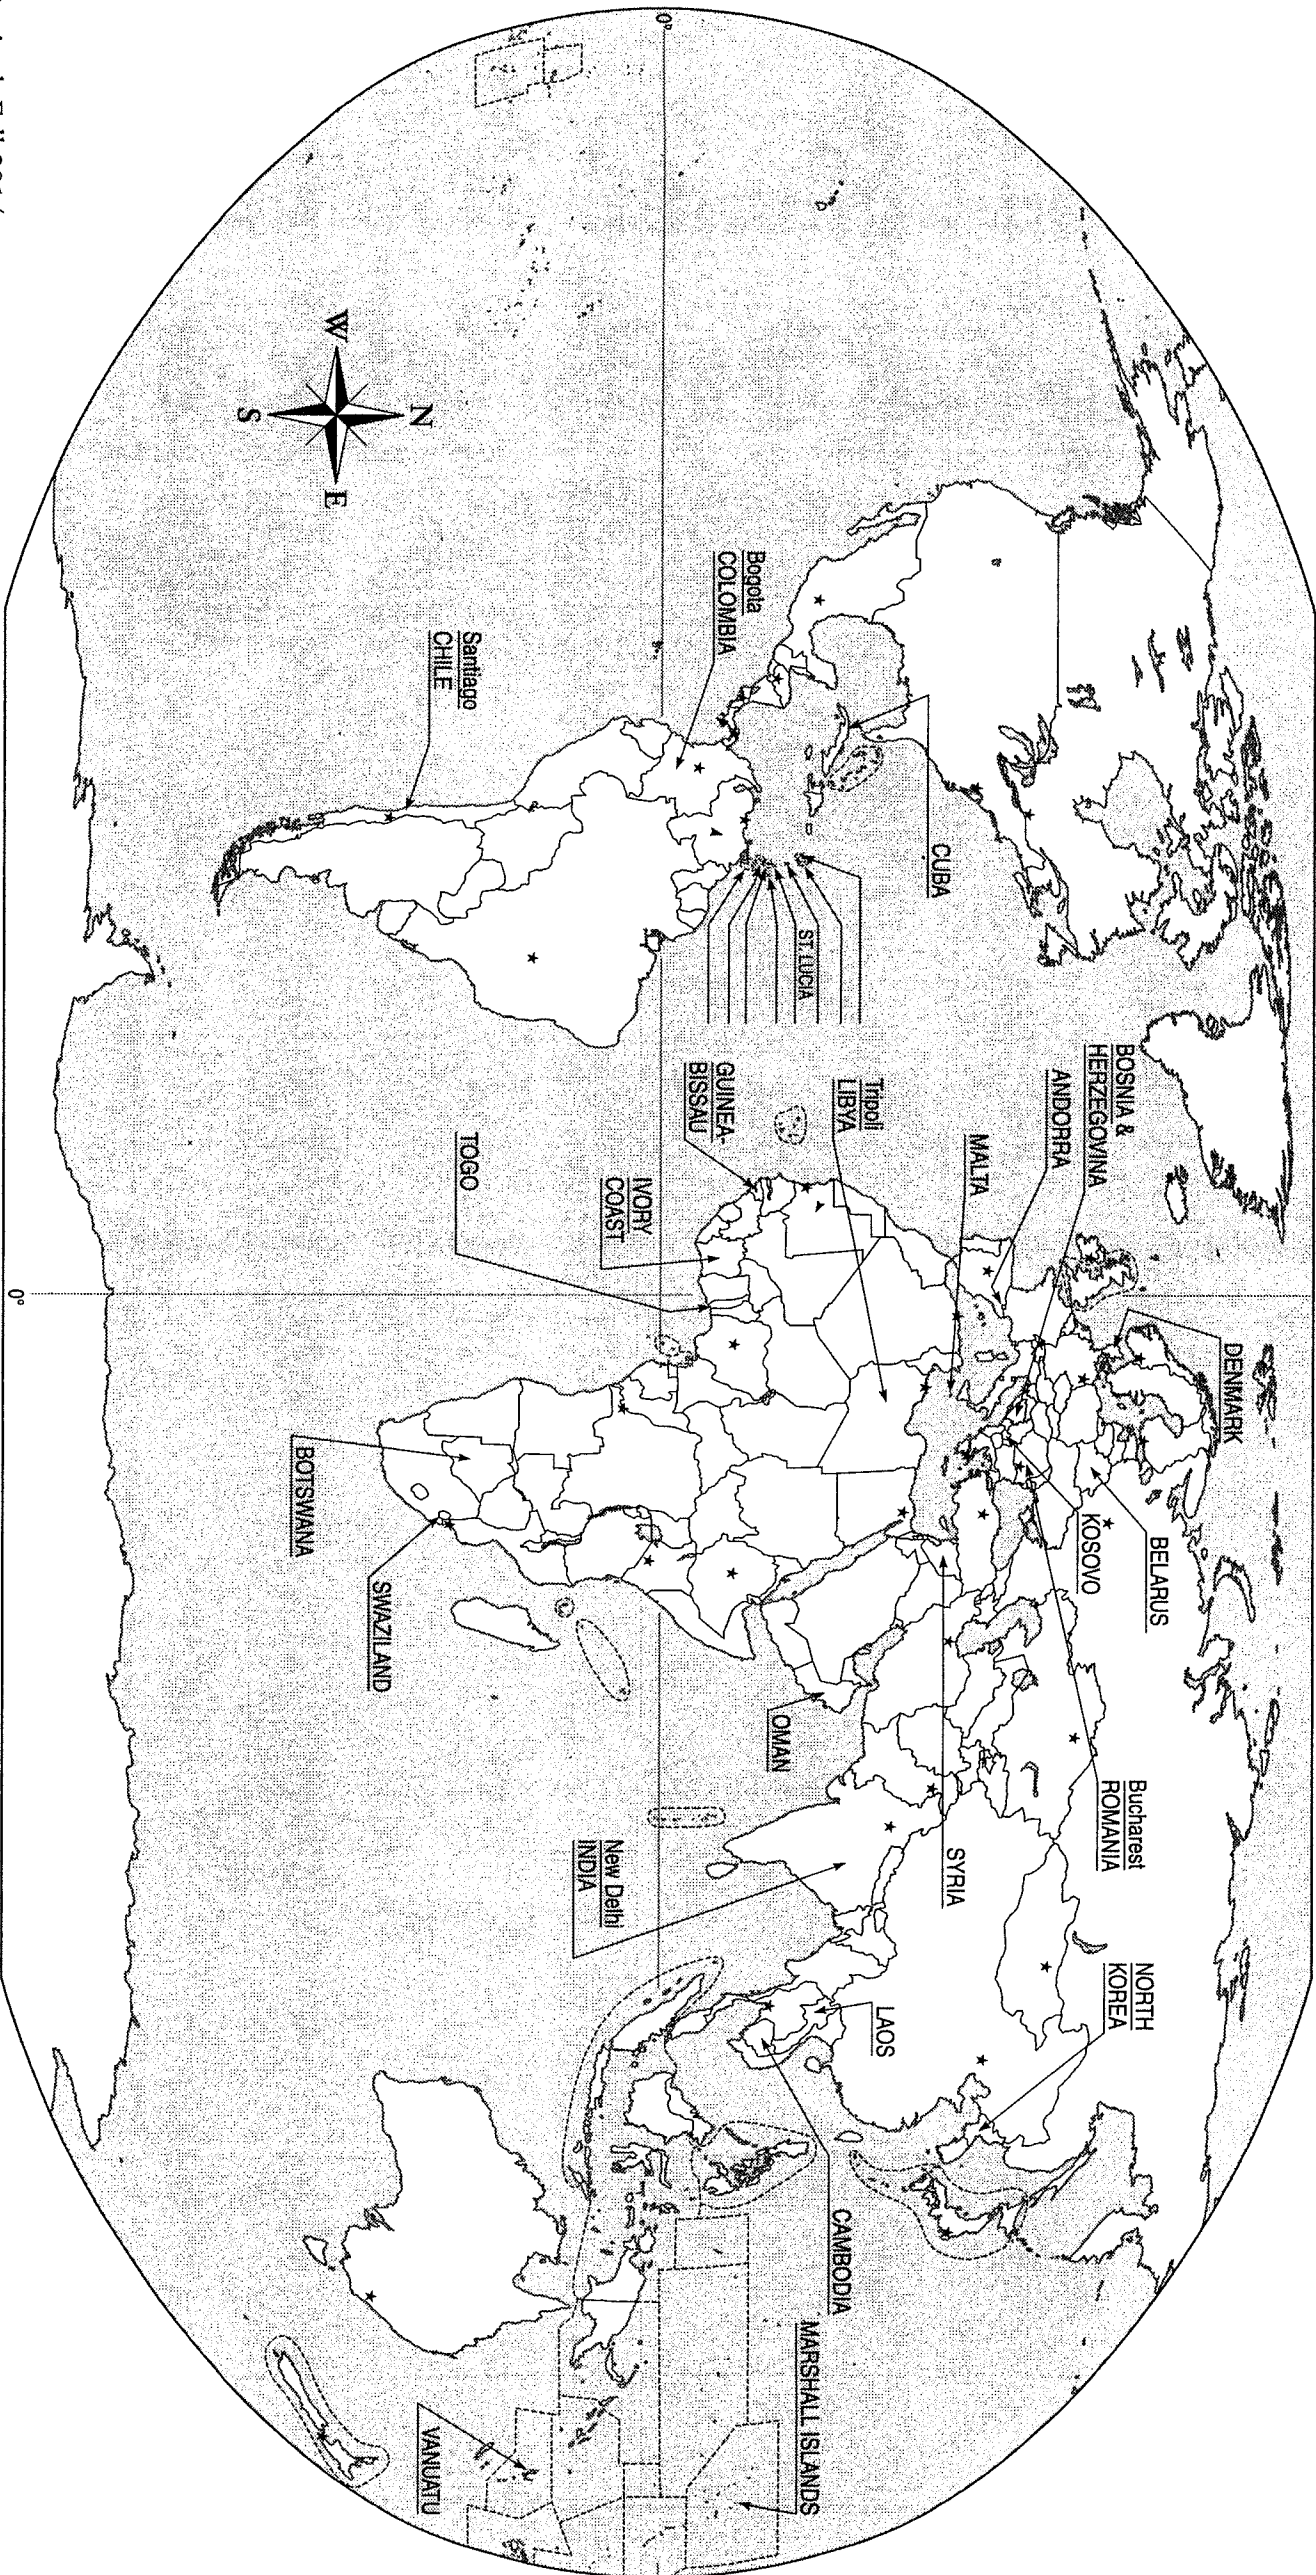 0°
W
N
S
E
Bogota
COLOMBIA
Santiago
CHILE
CUBA
ST. LUCIA
BOSNIA &
HERZEGOVINA
ANDORRA
MALTA
Tripoli
LIBYA
GUINEA-
BISSAU
IVORY
COAST
TOGO
0°
DENMARK
BELARUS
KOSOVO
Bucharest
ROMANIA
SYRIA
BOTSWANA
SWAZILAND
OMAN
New Delhi
INDIA
NORTH
KOREA
LAOS
CAMBODIA
MARSHALL ISLANDS
VANUATU